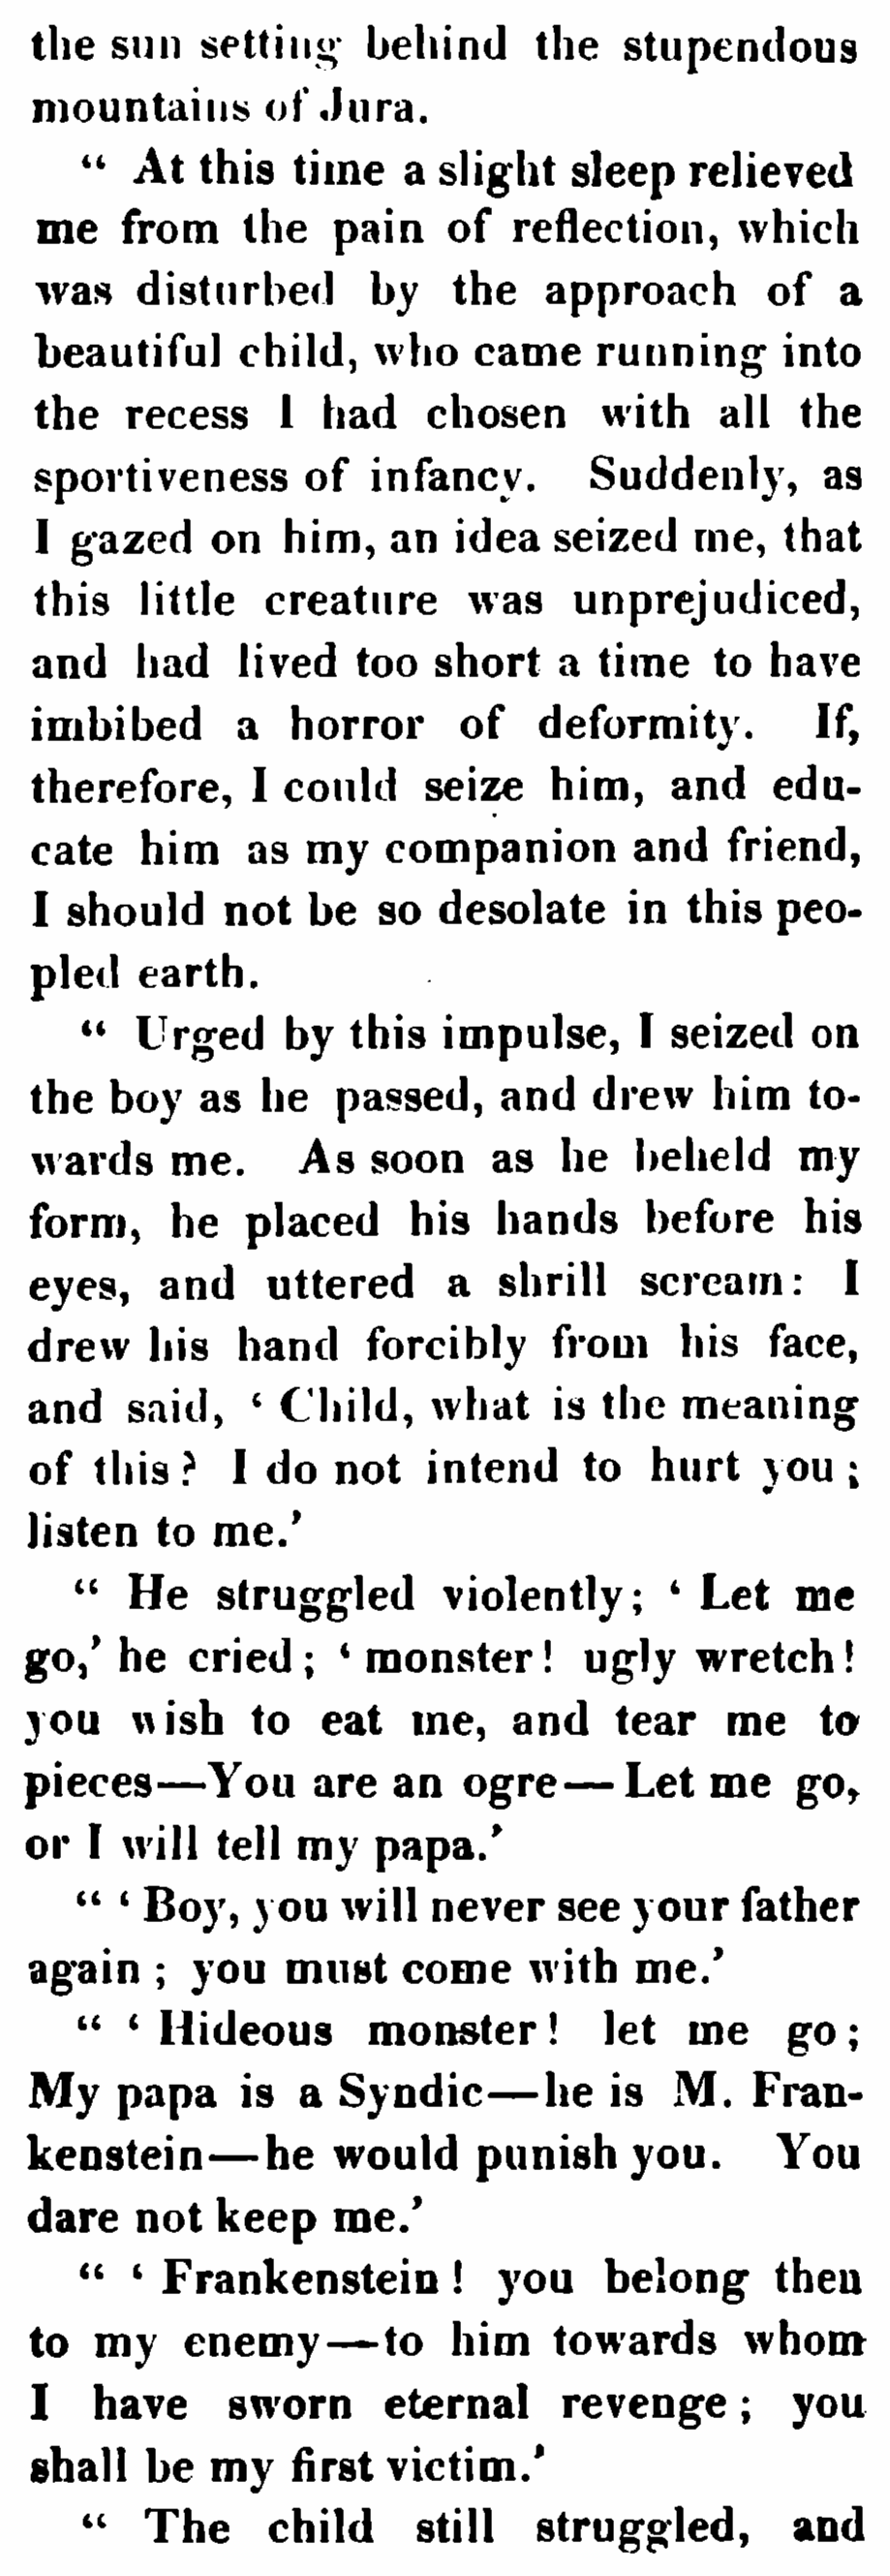 the sun setting behind the stupendous
mountains of Jura.
“ At this time a slight sleep relieved
me from the pain of reflection, which
was disturbed by the approach of a
beautiful child, who came running into
the recess I had chosen with all the
sportiveness of infancy. Suddenly, as
I gazed on him, an idea seized me, that
this little creature was unprejudiced,
and had lived too short a time to have
imbibed a horror of deformity. If,
therefore, I could seize him, and edu-
cate him as my companion and friend,
I should not be so desolate in this peo-
pled earth.
“ Urged by this impulse, I seized on
the boy as he passed, and drew him to-
wards me. As soon as he beheld my
form, he placed his hands before his
eyes, and uttered a shrill scream: I
drew his hand forcibly from his face,
and said, ‘ Child, what is the meaning
of this? I do not intend to hurt you ;
listen to me.’
“ He struggled violently; ‘ Let me
go,’ he cried; ‘ monster! ugly wretch!
you wish to eat me, and tear me to
pieces—You are an ogre—Let me go,
or I will tell my papa.’
“ ‘ Boy, you will never see your father
again ; you must come with me.’
“ ‘ Hideous monster! let me go;
My papa is a Syndic—he is M. Fran-
kenstein—he would punish you. You
dare not keep me.’
“ ‘ Frankenstein! you belong then
to my enemy—to him towards whom
I have sworn eternal revenge; you
shall be my first victim.’
“ The child still struggled, and